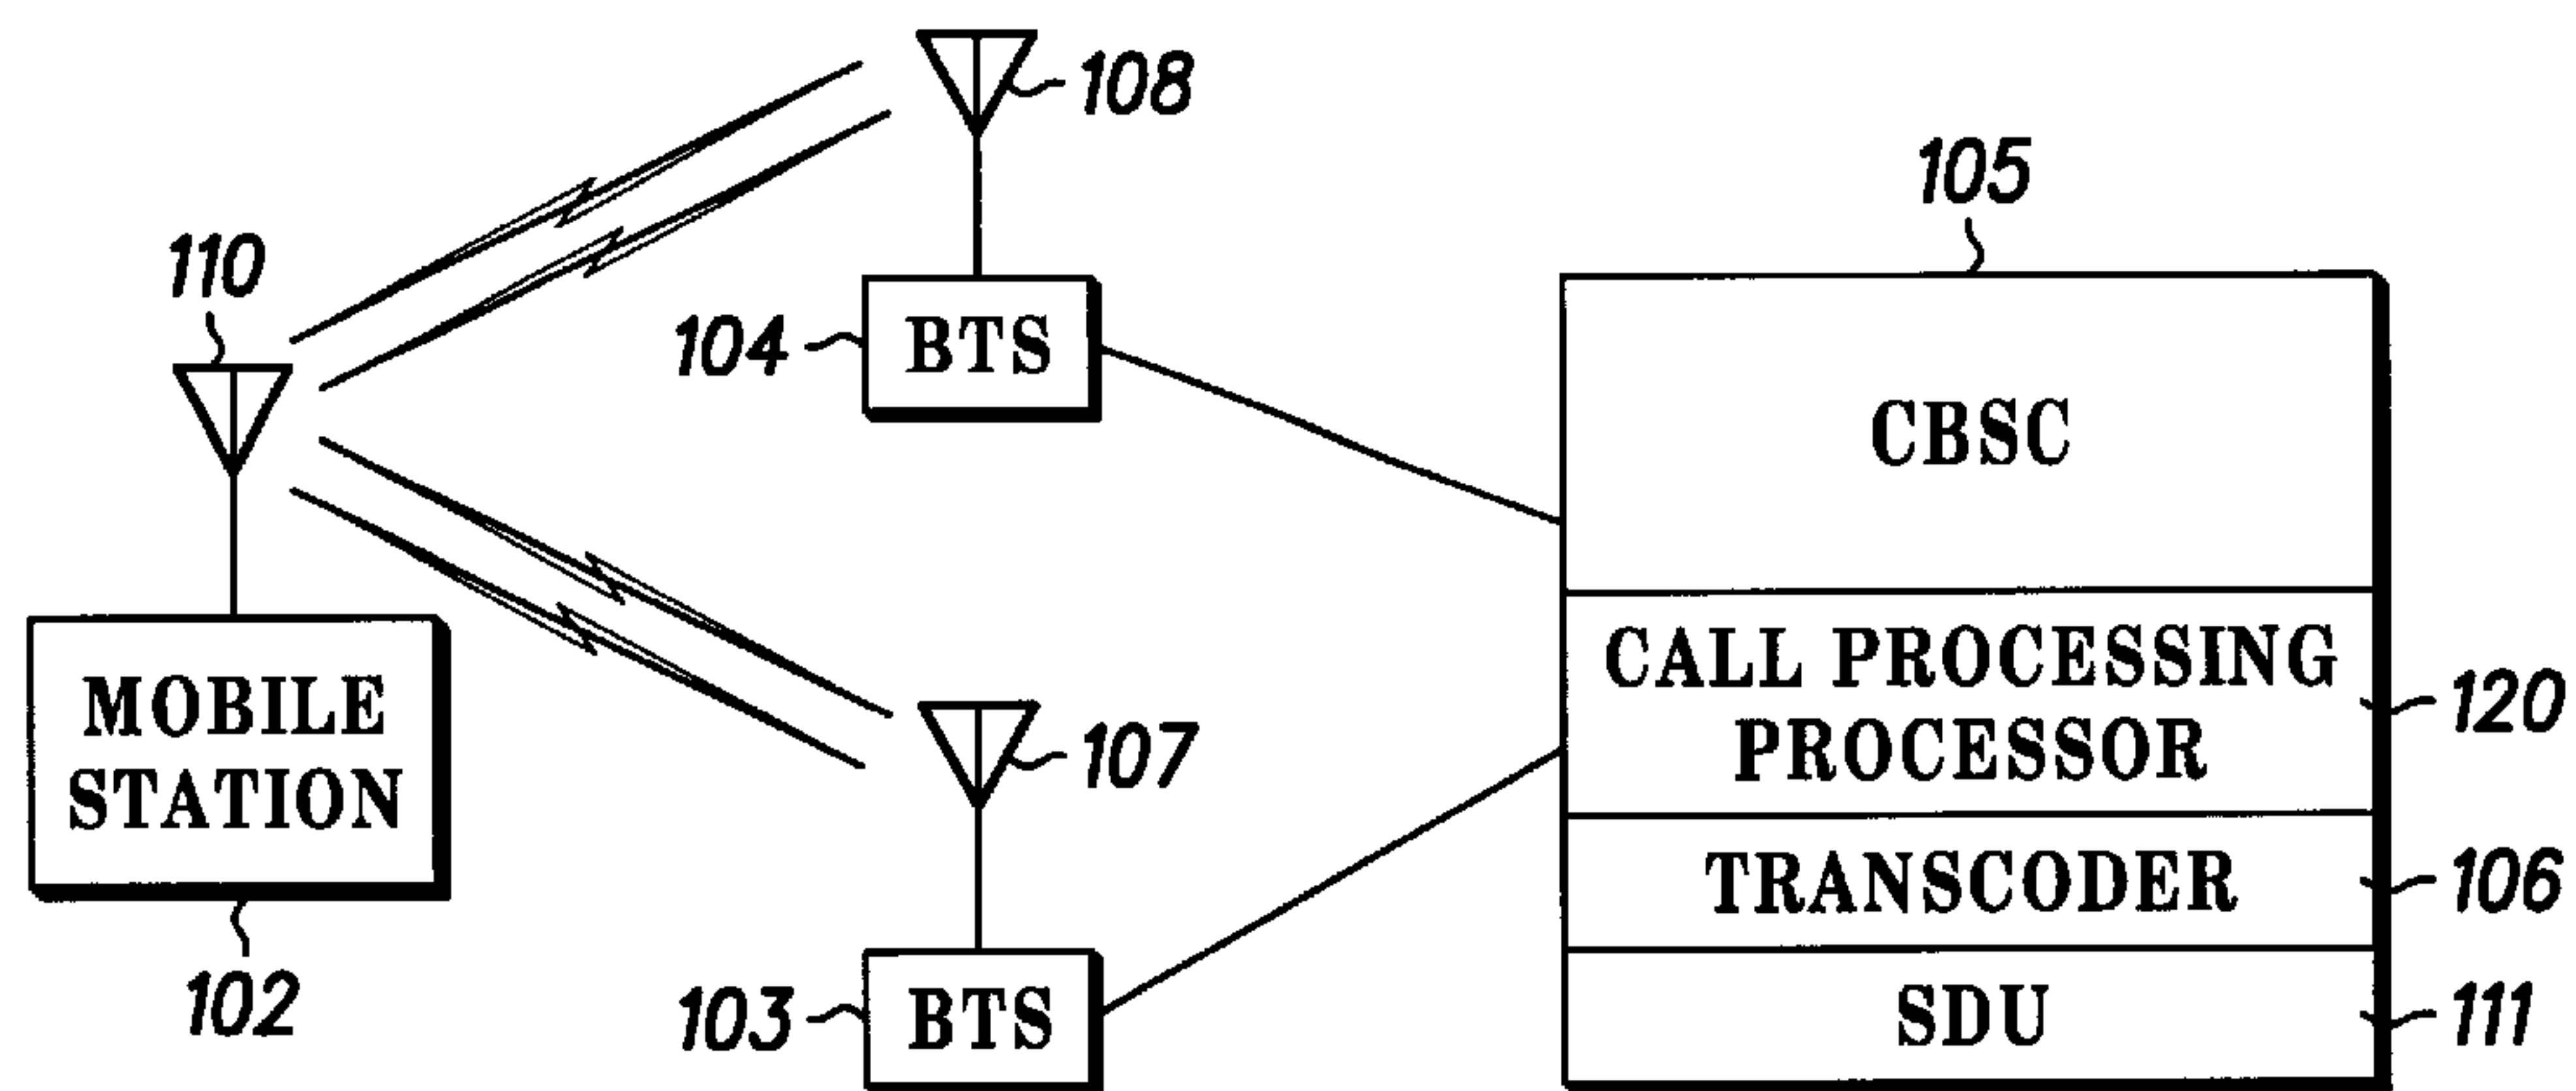 108
105
110
104
BTS
CBSC
MOBILE
STATION
CALL PROCESSING
PROCESSOR
120
107
TRANSCODER
106
102
103
BTS
SDU
111